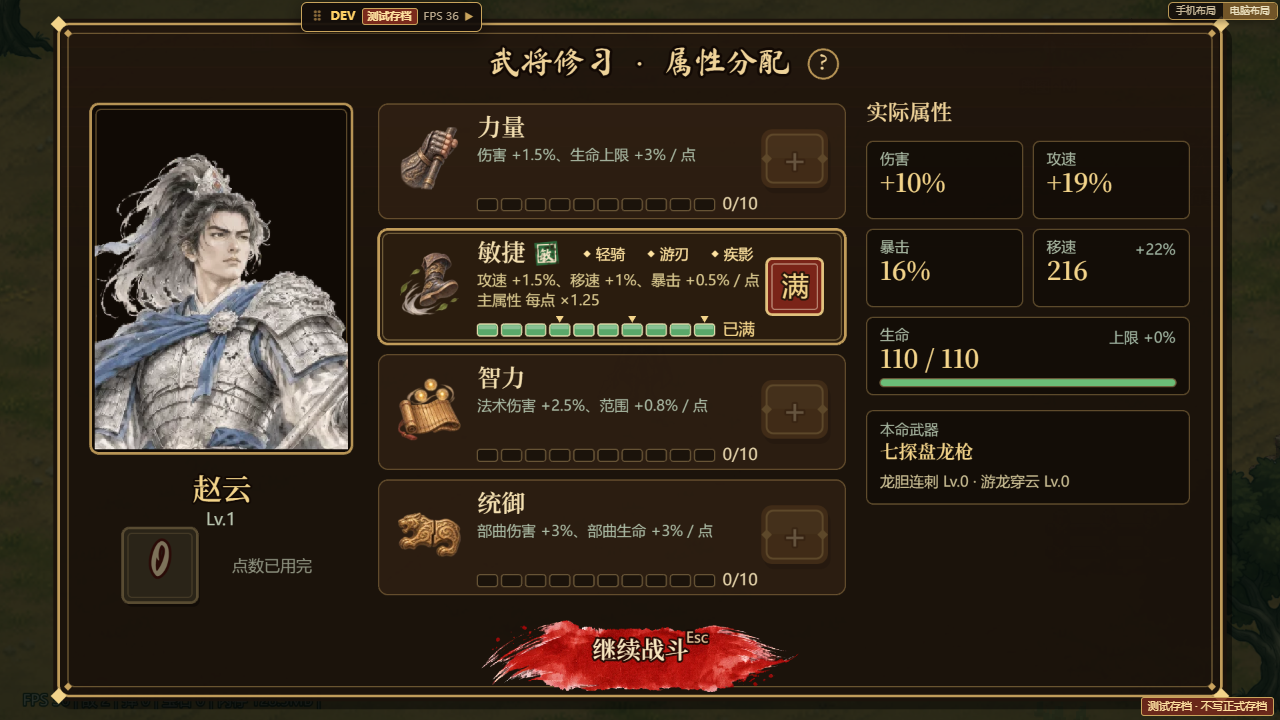 DEV 测试存档 FPS 36 ▶
手机布局 电脑布局
武将修习 · 属性分配 ?
赵云
Lv.1
点数已用完
力量
伤害 +1.5%、生命上限 +3% / 点
0/10
敏捷 敏 轻骑 游刃 疾影
攻速 +1.5%、移速 +1%、暴击 +0.5% / 点
主属性 每点 ×1.25
已满
满
智力
法术伤害 +2.5%、范围 +0.8% / 点
0/10
统御
部曲伤害 +3%、部曲生命 +3% / 点
0/10
实际属性
伤害
+10%
攻速
+19%
暴击
16%
移速 +22%
216
生命 上限 +0%
110 / 110
本命武器
七探盘龙枪
龙胆连刺 Lv.0 · 游龙穿云 Lv.0
继续战斗 Esc
FPS
测试存档 · 不写正式存档